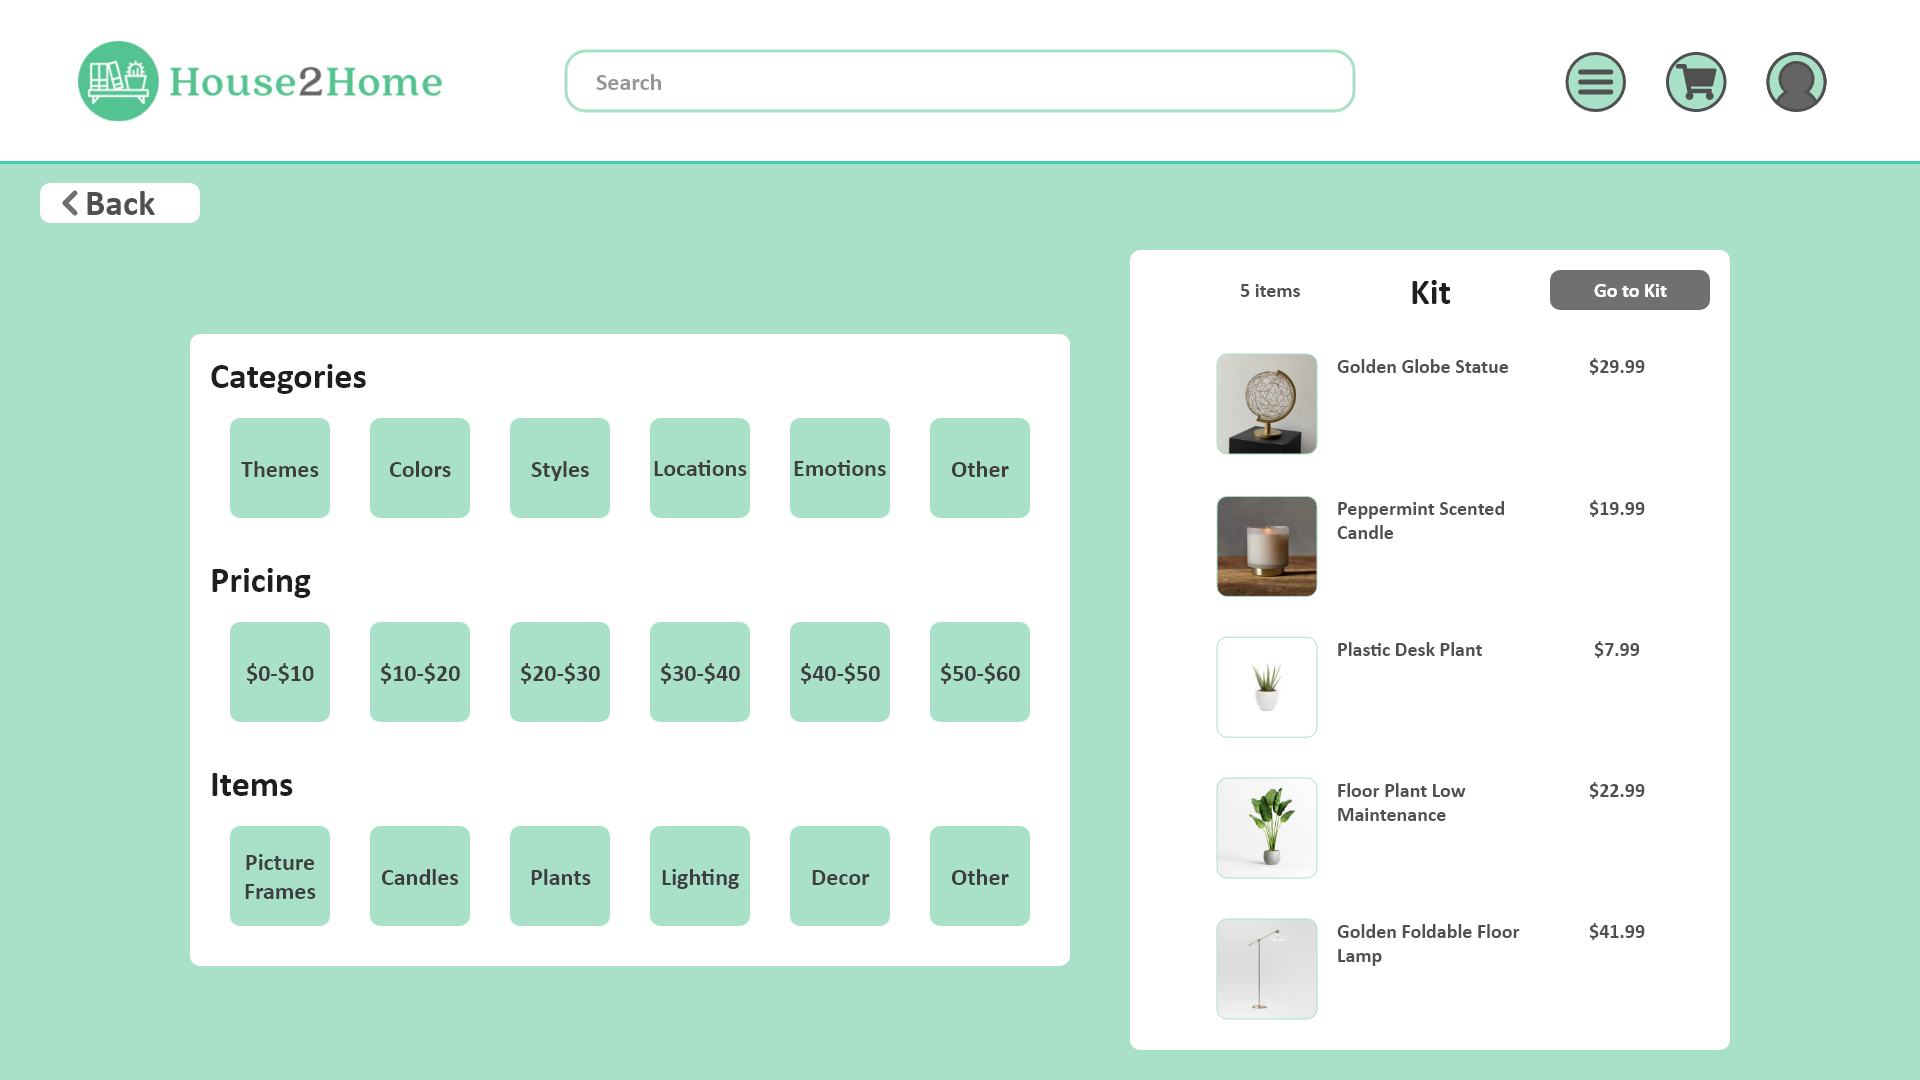 House2Home
Search
Back
Categories
Themes
Colors
Styles
Locations
Emotions
Other
Pricing
$0-$10
$10-$20
$20-$30
$30-$40
$40-$50
$50-$60
Items
Picture
Frames
Candles
Plants
Lighting
Decor
Other
5 items
Kit
Go to Kit
Golden Globe Statue
$29.99
Peppermint Scented
Candle
$19.99
Plastic Desk Plant
$7.99
Floor Plant Low
Maintenance
$22.99
Golden Foldable Floor
Lamp
$41.99